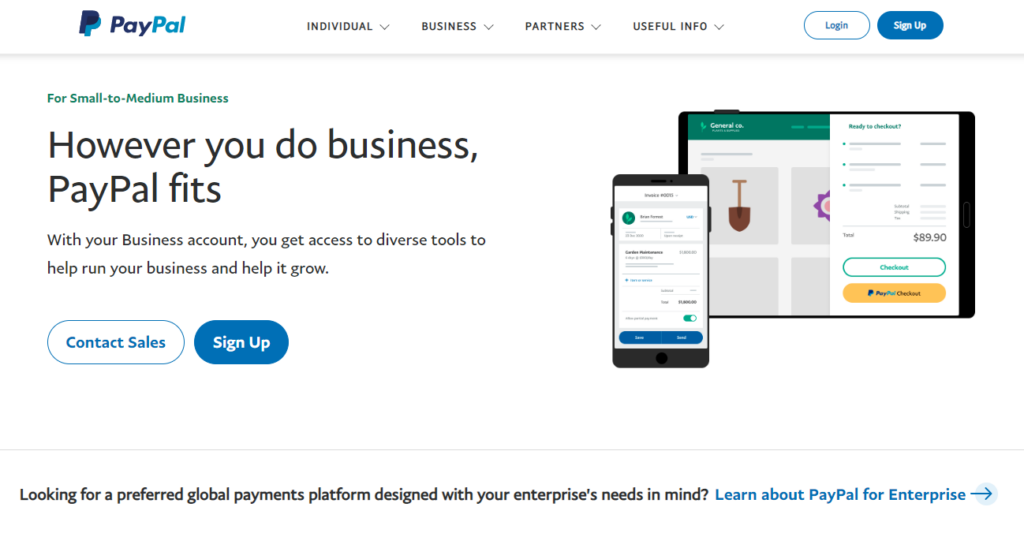 PayPal
INDIVIDUAL
BUSINESS
PARTNERS
USEFUL INFO
Login
Sign Up
For Small-to-Medium Business
However you do business,
PayPal fits
With your Business account, you get access to diverse tools to
help run your business and help it grow.
Contact Sales
Sign Up
General co.
Ready to checkout?
Subtotal
Shipping
Tax
Total
$89.90
Checkout
PayPal Checkout
Invoice #0010
Garden Maintenance
Subtotal
Total
Save
Send
Looking for a preferred global payments platform designed with your enterprise's needs in mind? Learn about PayPal for Enterprise